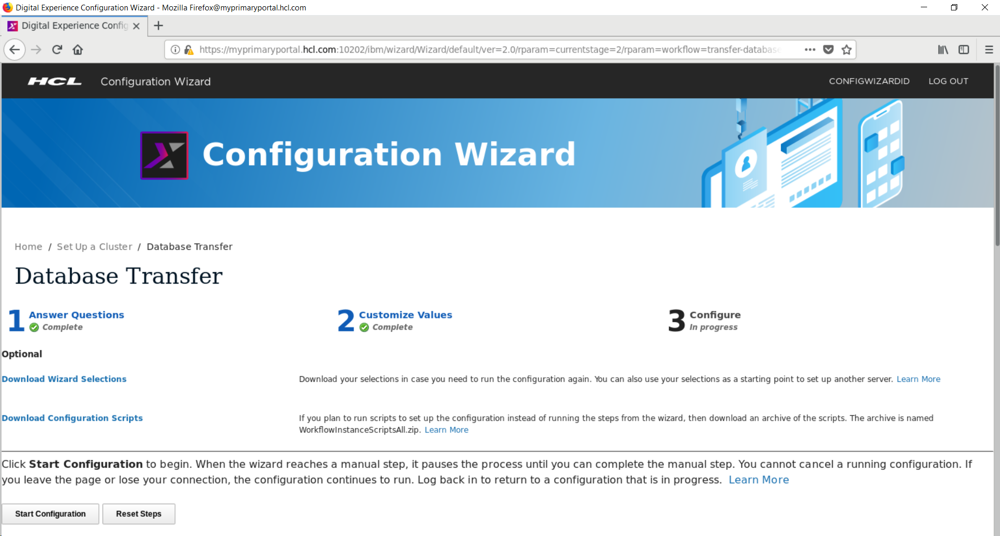 Digital Experience Configuration Wizard - Mozilla Firefox@myprimaryportal.hcl.com
Digital Experience Config
https://myprimaryportal.hcl.com:10202/ibm/wizard/Wizard/default/ver=2.0/rparam=currentstage=2/rparam=workflow=transfer-database
HCL Configuration Wizard CONFIGWIZARDID LOG OUT
Configuration Wizard
Home / Set Up a Cluster / Database Transfer
Database Transfer
1 Answer Questions
Complete
2 Customize Values
Complete
3 Configure
In progress
Optional
Download Wizard Selections
Download your selections in case you need to run the configuration again. You can also use your selections as a starting point to set up another server. Learn More
Download Configuration Scripts
If you plan to run scripts to set up the configuration instead of running the steps from the wizard, then download an archive of the scripts. The archive is named
WorkflowInstanceScriptsAll.zip. Learn More
Click Start Configuration to begin. When the wizard reaches a manual step, it pauses the process until you can complete the manual step. You cannot cancel a running configuration. If
you leave the page or lose your connection, the configuration continues to run. Log back in to return to a configuration that is in progress. Learn More
Start Configuration Reset Steps